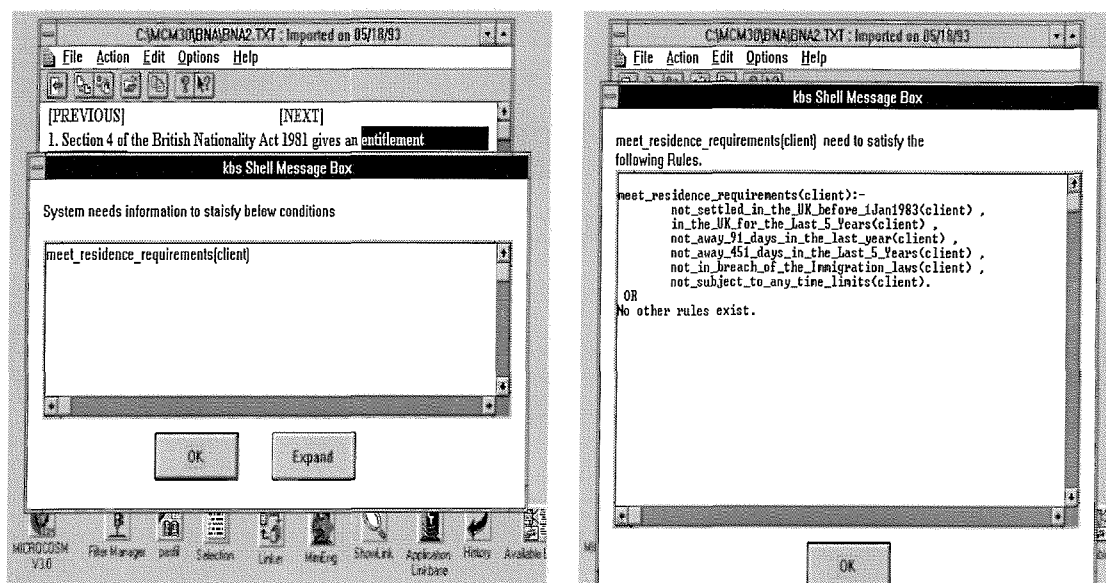 C:\MCM30\BNA\BNA2.TXT : Imported on 05/18/93
File Action Edit Options Help
[PREVIOUS] [NEXT]
1. Section 4 of the British Nationality Act 1981 gives an entitlement
kbs Shell Message Box
System needs information to staisfy below conditions
meet_residence_requirements(client)
OK Expand
MICROCOSM V3.0
Filter Manager
Selection
Linker
ShowLink
Application Linkbase
History
C:\MCM30\BNA\BNA2.TXT : Imported on 05/18/93
File Action Edit Options Help
kbs Shell Message Box
meet_residence_requirements(client) need to satisfy the
following Rules.
meet_residence_requirements(client):-
not_settled_in_the_UK_before_1Jan1983(client) ,
in_the_UK_for_the_Last_5_Years(client) ,
not_away_91_days_in_the_last_year(client) ,
not_away_451_days_in_the_Last_5_Years(client) ,
not_in_breach_of_the_Immigration_laws(client) ,
not_subject_to_any_time_limits(client).
OR
No other rules exist.
OK